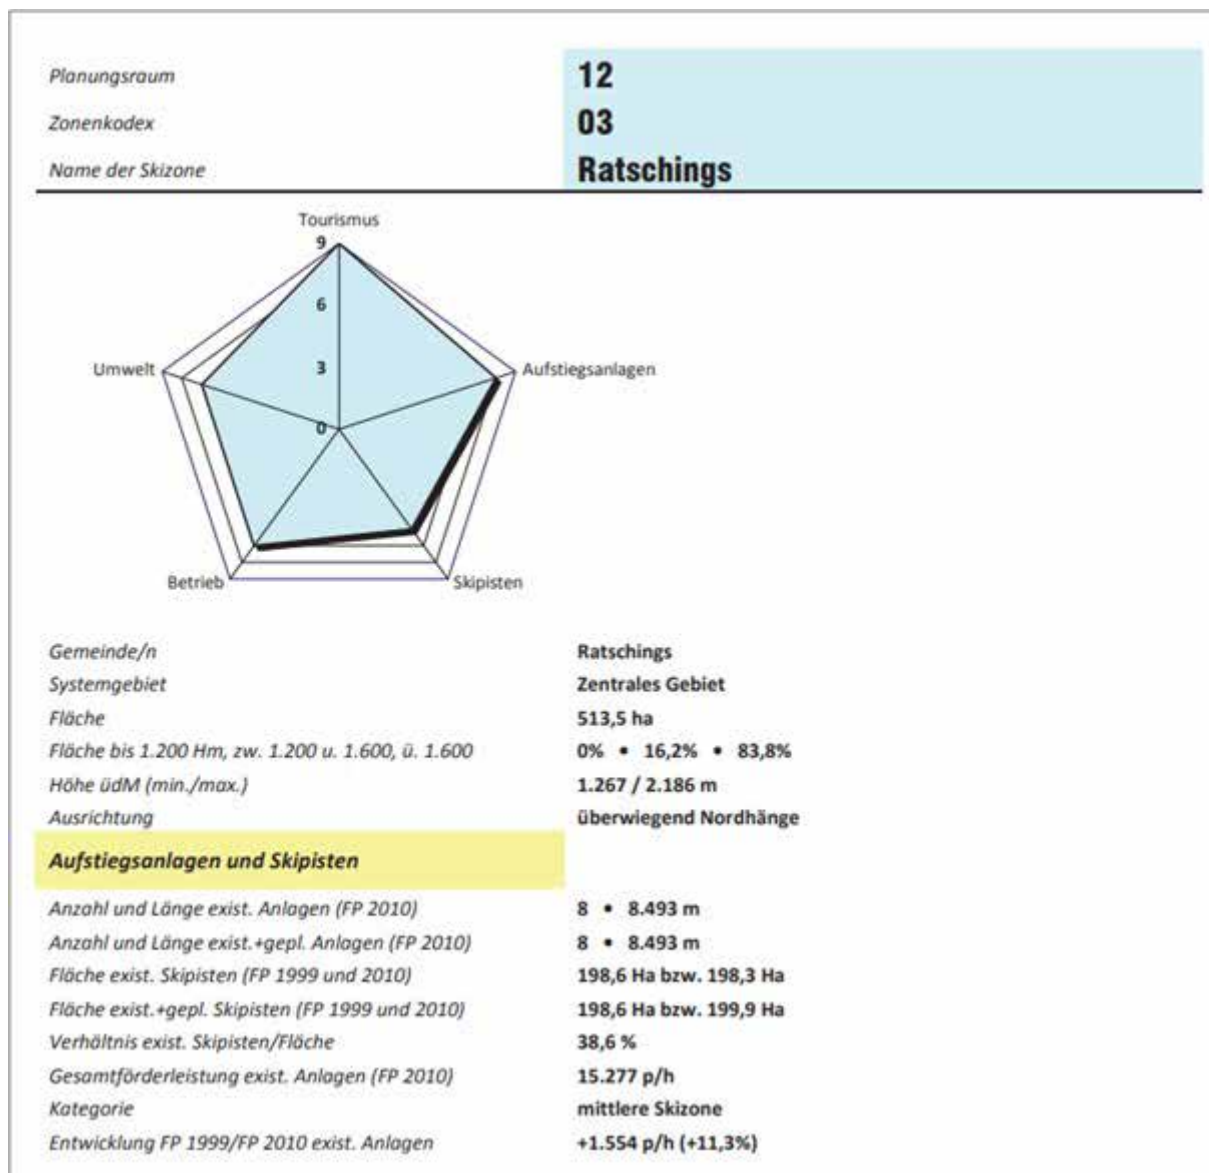 Planungsraum 12
Zonenkodex 03
Name der Skizone Ratschings
Tourismus
9
6
Umwelt 3 Aufstiegsanlagen
0
Betrieb Skipisten
Gemeinde/n Ratschings
Systemgebiet Zentrales Gebiet
Fläche 513,5 ha
Fläche bis 1.200 Hm, zw. 1.200 u. 1.600, ü. 1.600 0% • 16,2% • 83,8%
Höhe üdM (min./max.) 1.267 / 2.186 m
Ausrichtung überwiegend Nordhänge
Aufstiegsanlagen und Skipisten
Anzahl und Länge exist. Anlagen (FP 2010) 8 • 8.493 m
Anzahl und Länge exist.+gepl. Anlagen (FP 2010) 8 • 8.493 m
Fläche exist. Skipisten (FP 1999 und 2010) 198,6 Ha bzw. 198,3 Ha
Fläche exist.+gepl. Skipisten (FP 1999 und 2010) 198,6 Ha bzw. 199,9 Ha
Verhältnis exist. Skipisten/Fläche 38,6 %
Gesamtförderleistung exist. Anlagen (FP 2010) 15.277 p/h
Kategorie mittlere Skizone
Entwicklung FP 1999/FP 2010 exist. Anlagen +1.554 p/h (+11,3%)